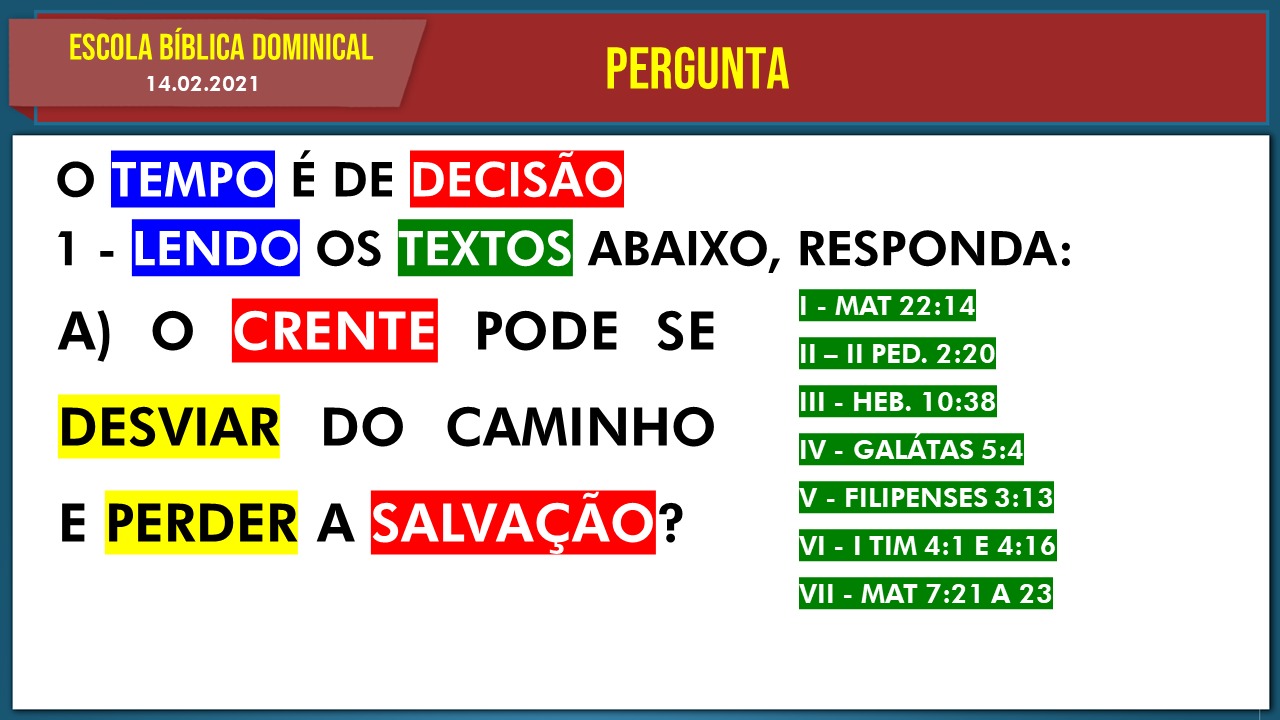 ESCOLA BÍBLICA DOMINICAL
14.02.2021
PERGUNTA
O TEMPO É DE DECISÃO
1 - LENDO OS TEXTOS ABAIXO, RESPONDA:
A) O CRENTE PODE SE
DESVIAR DO CAMINHO
E PERDER A SALVAÇÃO?
I - MAT 22:14
II – II PED. 2:20
III - HEB. 10:38
IV - GALÁTAS 5:4
V - FILIPENSES 3:13
VI - I TIM 4:1 E 4:16
VII - MAT 7:21 A 23